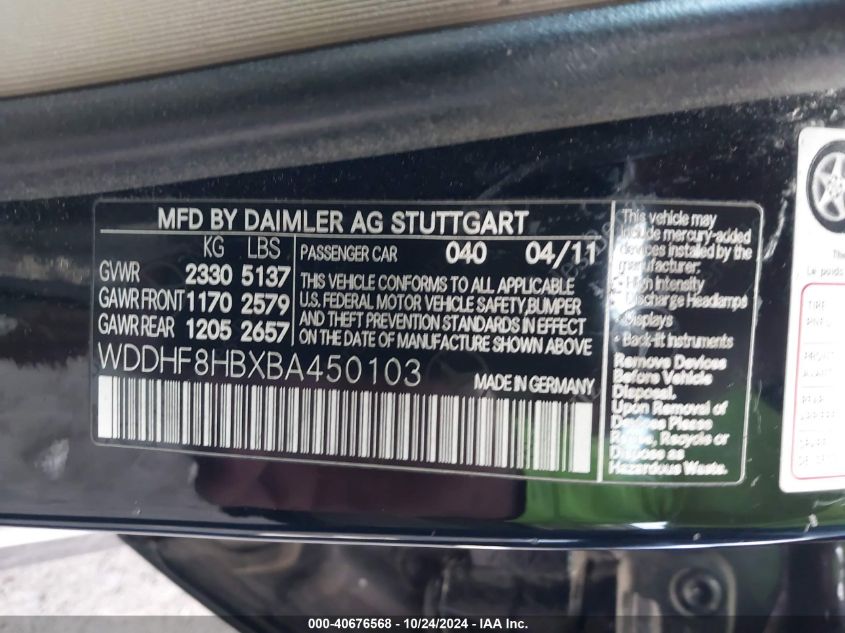 MFD BY DAIMLER AG STUTTGART
KG LBS
GVWR 2330 5137
GAWR FRONT 1170 2579
GAWR REAR 1205 2657
PASSENGER CAR 040 04/11
THIS VEHICLE CONFORMS TO ALL APPLICABLE
U.S. FEDERAL MOTOR VEHICLE SAFETY, BUMPER
AND THEFT PREVENTION STANDARDS IN EFFECT
ON THE DATE OF MANUFACTURE SHOWN ABOVE
WDDHF8HBXBA450103
MADE IN GERMANY
This vehicle may
include mercury-added
devices installed by the
manufacturer:
• High Intensity
Discharge Headlamps
• Displays
• Back-lit Instruments
Remove Devices
Before Vehicle
Disposal.
Upon Removal of
Devices Please
Reuse, Recycle or
Dispose as
Hazardous Waste.
The
Le poids
000-40676568 - 10/24/2024 - IAA Inc.